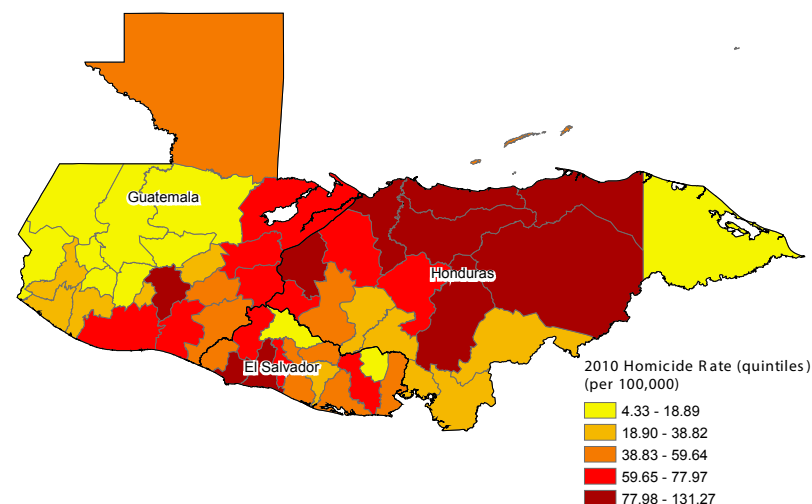 Guatemala
Honduras
El Salvador
2010 Homicide Rate (quintiles)
(per 100,000)
4.33 - 18.89
18.90 - 38.82
38.83 - 59.64
59.65 - 77.97
77.98 - 131.27